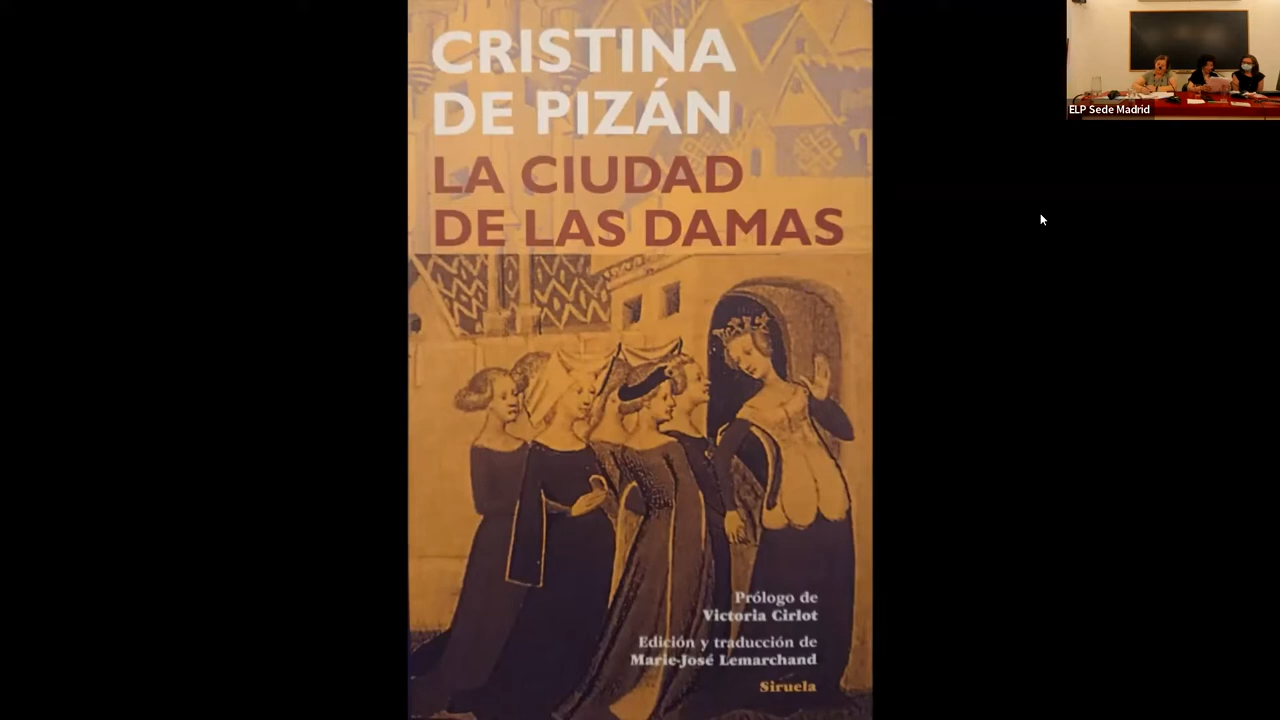 CRISTINA
DE PIZÁN
LA CIUDAD
DE LAS DAMAS
Prólogo de
Victoria Cirlot
Edición y traducción de
Marie-José Lemarchand
Siruela
ELP Sede Madrid